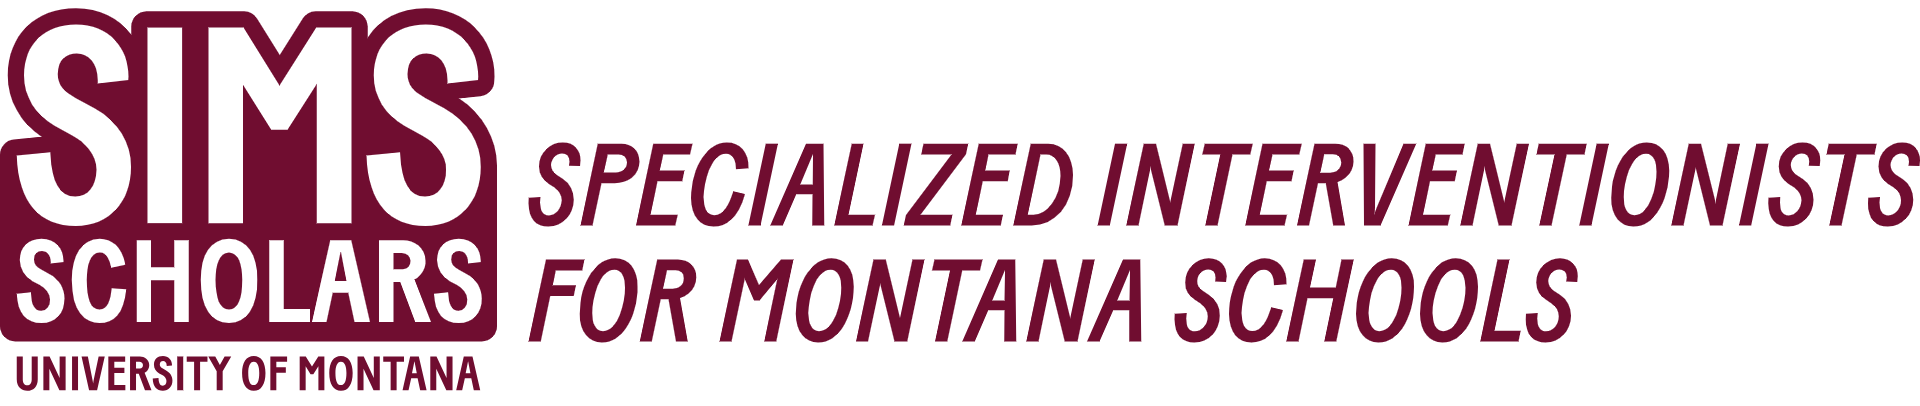 SIMS
SCHOLARS
UNIVERSITY OF MONTANA
SPECIALIZED INTERVENTIONISTS
FOR MONTANA SCHOOLS